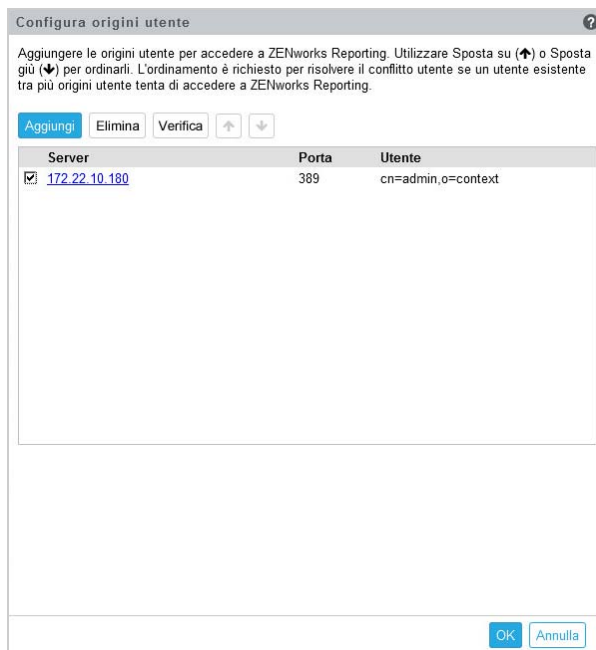 Configura origini utente
Aggiungere le origini utente per accedere a ZENworks Reporting. Utilizzare Sposta su (↑) o Sposta
giù (↓) per ordinarli. L'ordinamento è richiesto per risolvere il conflitto utente se un utente esistente
tra più origini utente tenta di accedere a ZENworks Reporting.
Aggiungi Elimina Verifica ↑ ↓
Server Porta Utente
172.22.10.180 389 cn=admin,o=context
OK Annulla